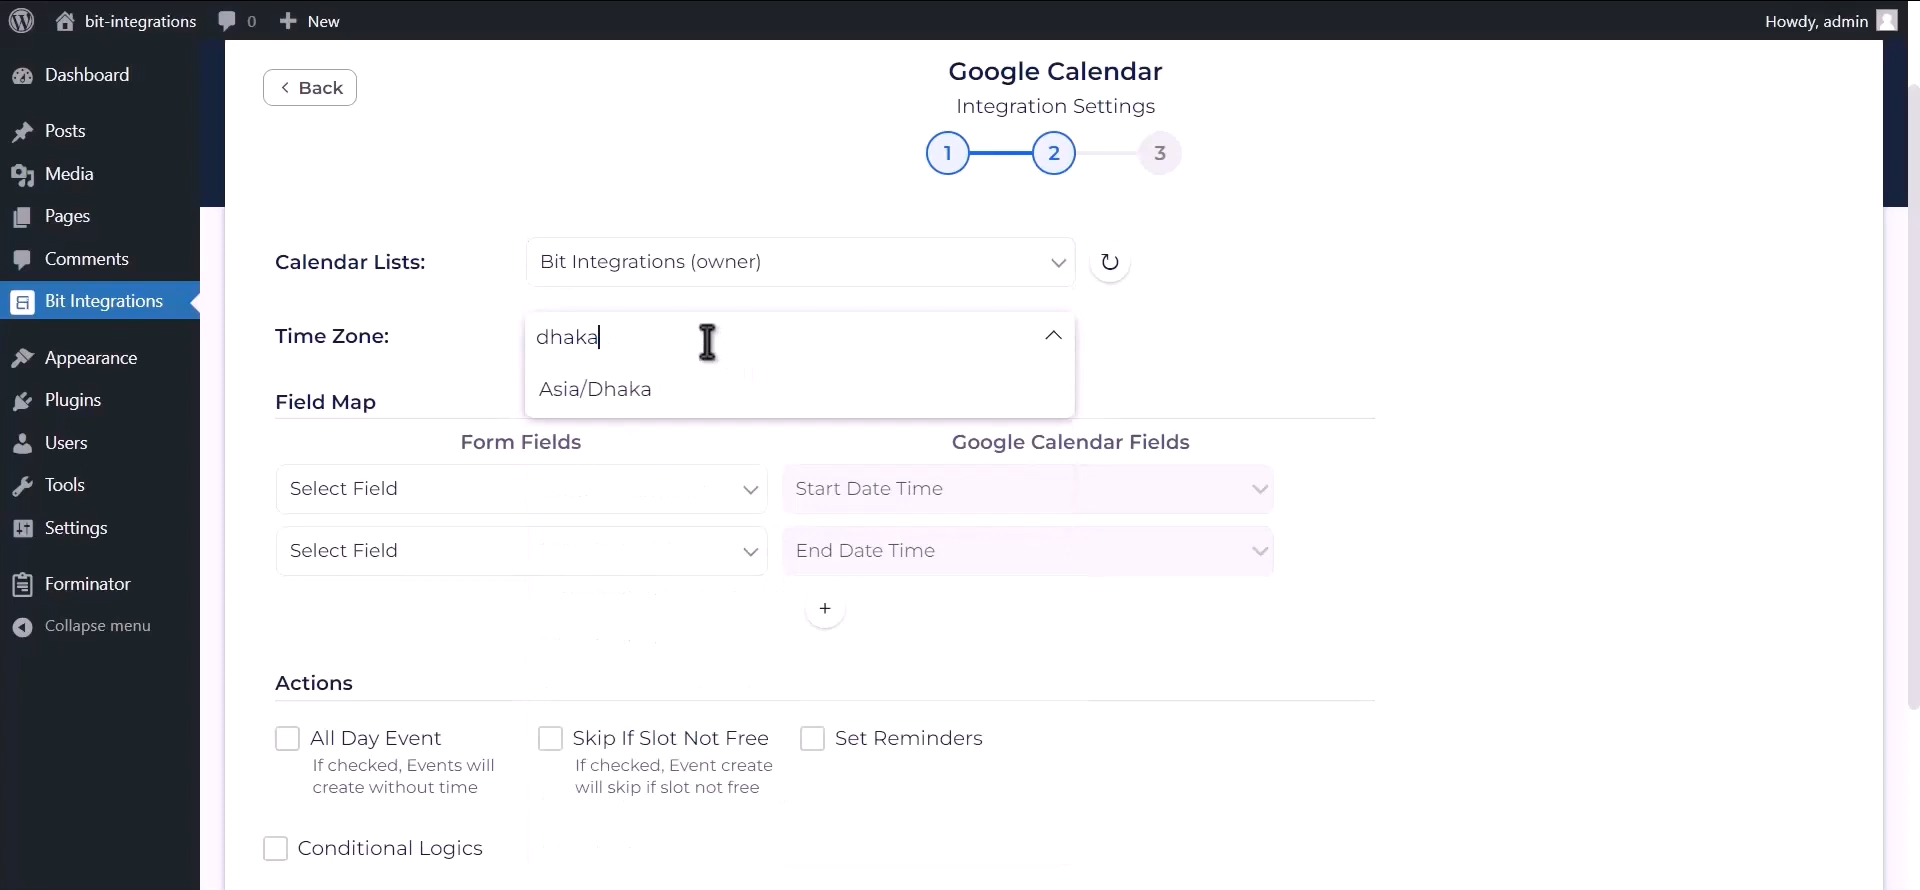 bit-integrations 0 New Howdy, admin
Dashboard
Posts
Media
Pages
Comments
Bit Integrations
Appearance
Plugins
Users
Tools
Settings
Forminator
Collapse menu
Back
Google Calendar
Integration Settings
1 2 3
Calendar Lists: Bit Integrations (owner)
Time Zone: dhaka
Asia/Dhaka
Field Map
Form Fields Google Calendar Fields
Select Field Start Date Time
Select Field End Date Time
+
Actions
All Day Event
If checked, Events will
create without time
Skip If Slot Not Free
If checked, Event create
will skip if slot not free
Set Reminders
Conditional Logics